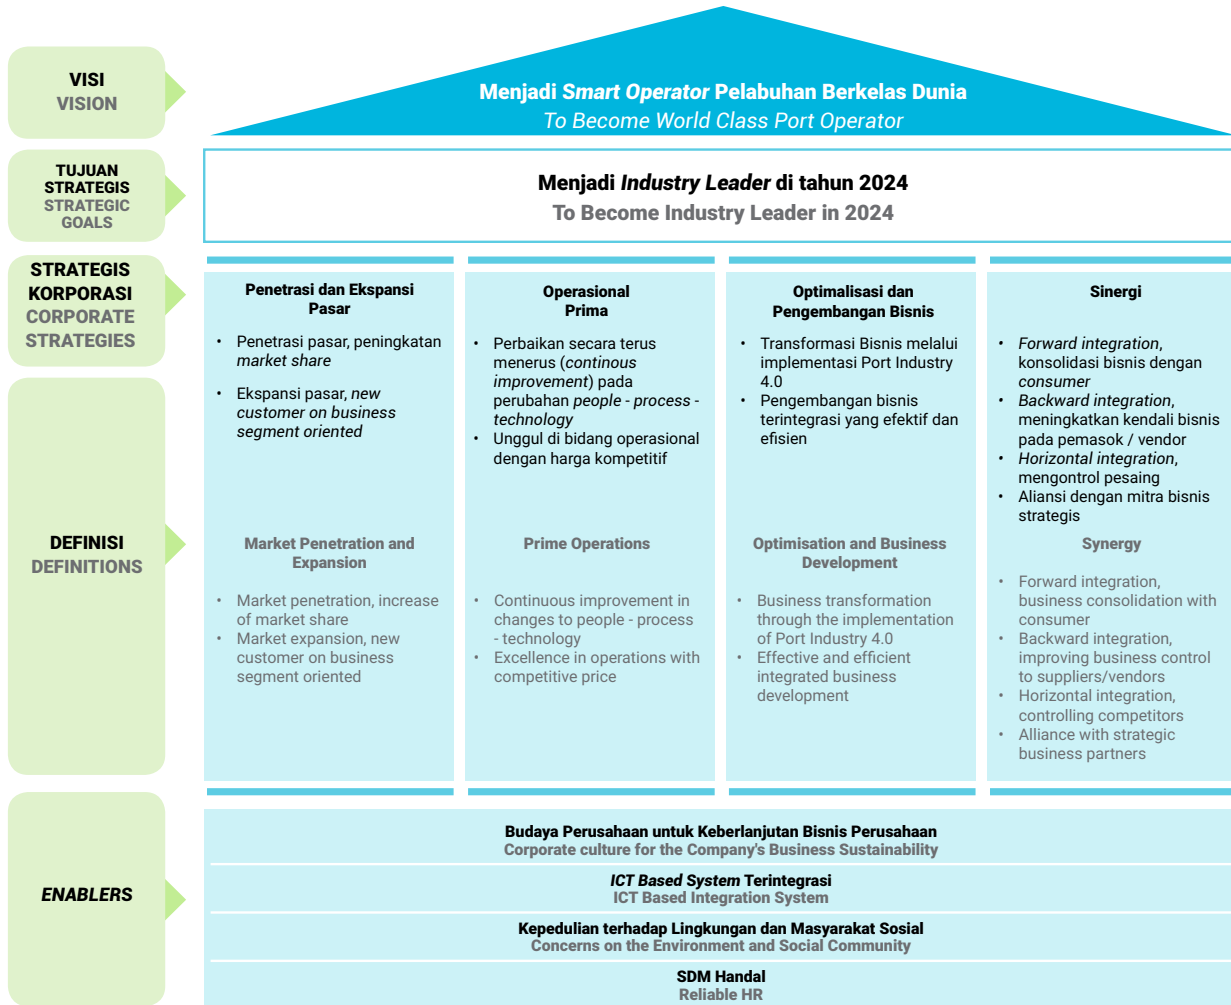 VISI
VISION
Menjadi Smart Operator Pelabuhan Berkelas Dunia
To Become World Class Port Operator
TUJUAN
STRATEGIS
STRATEGIC
GOALS
Menjadi Industry Leader di tahun 2024
To Become Industry Leader in 2024
STRATEGIS
KORPORASI
CORPORATE
STRATEGIES
Penetrasi dan Ekspansi
Pasar
• Penetrasi pasar, peningkatan
market share
• Ekspansi pasar, new
customer on business
segment oriented
Operasional
Prima
• Perbaikan secara terus
menerus (continous
improvement) pada
perubahan people - process -
technology
• Unggul di bidang operasional
dengan harga kompetitif
Optimalisasi dan
Pengembangan Bisnis
• Transformasi Bisnis melalui
implementasi Port Industry
4.0
• Pengembangan bisnis
terintegrasi yang efektif dan
efisien
Sinergi
• Forward integration,
konsolidasi bisnis dengan
consumer
• Backward integration,
meningkatkan kendali bisnis
pada pemasok / vendor
• Horizontal integration,
mengontrol pesaing
• Aliansi dengan mitra bisnis
strategis
DEFINISI
DEFINITIONS
Market Penetration and
Expansion
• Market penetration, increase
of market share
• Market expansion, new
customer on business
segment oriented
Prime Operations
• Continuous improvement in
changes to people - process
- technology
• Excellence in operations with
competitive price
Optimisation and Business
Development
• Business transformation
through the implementation
of Port Industry 4.0
• Effective and efficient
integrated business
development
Synergy
• Forward integration,
business consolidation with
consumer
• Backward integration,
improving business control
to suppliers/vendors
• Horizontal integration,
controlling competitors
• Alliance with strategic
business partners
ENABLERS
Budaya Perusahaan untuk Keberlanjutan Bisnis Perusahaan
Corporate culture for the Company's Business Sustainability
ICT Based System Terintegrasi
ICT Based Integration System
Kepedulian terhadap Lingkungan dan Masyarakat Sosial
Concerns on the Environment and Social Community
SDM Handal
Reliable HR